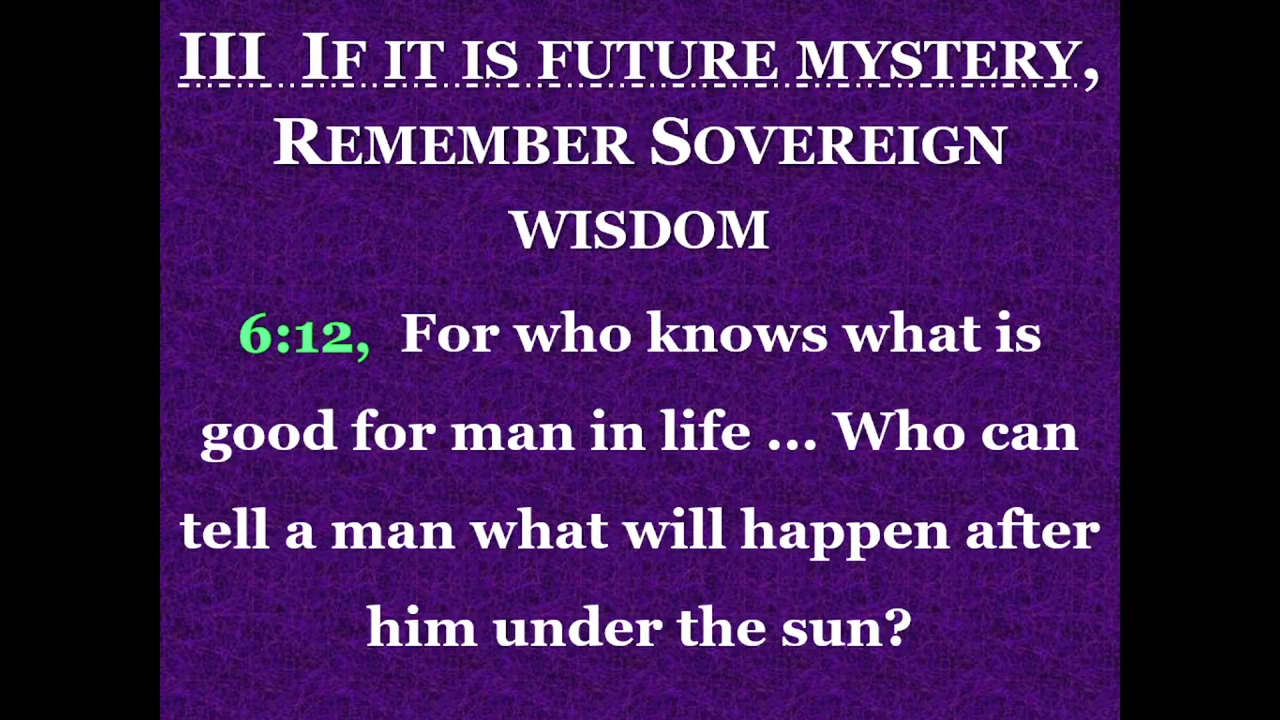 III If it is future mystery,
Remember Sovereign
wisdom
6:12, For who knows what is
good for man in life ... Who can
tell a man what will happen after
him under the sun?